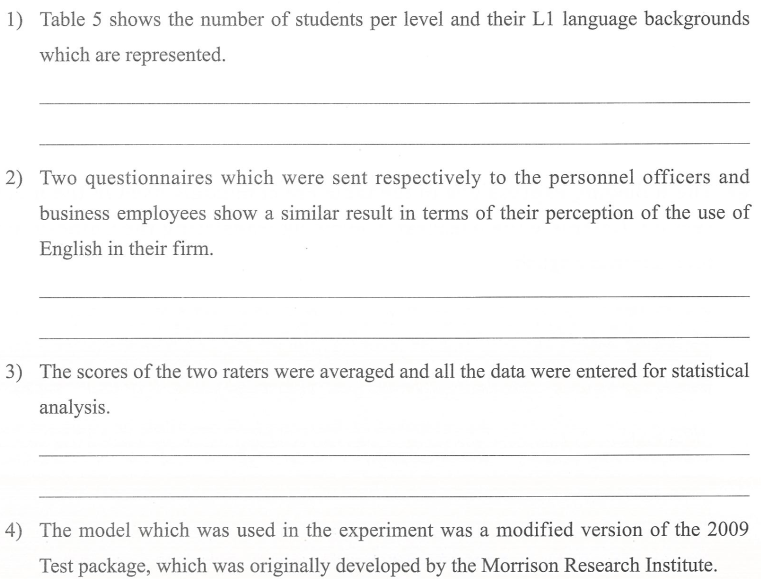 1) Table 5 shows the number of students per level and their L1 language backgrounds
which are represented.
2) Two questionnaires which were sent respectively to the personnel officers and
business employees show a similar result in terms of their perception of the use of
English in their firm.
3) The scores of the two raters were averaged and all the data were entered for statistical
analysis.
4) The model which was used in the experiment was a modified version of the 2009
Test package, which was originally developed by the Morrison Research Institute.